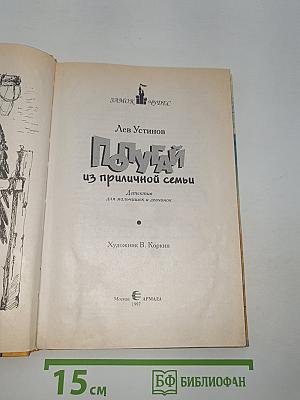 ЗАМОК ЧУДЕС
Лев Устинов
ПОПУГАЙ
из приличной семьи
Детектив
для мальчишек и девчонок
Художник В. Коркин
Москва АРМАДА
1997
15 см
БФ БИБЛИОФАН